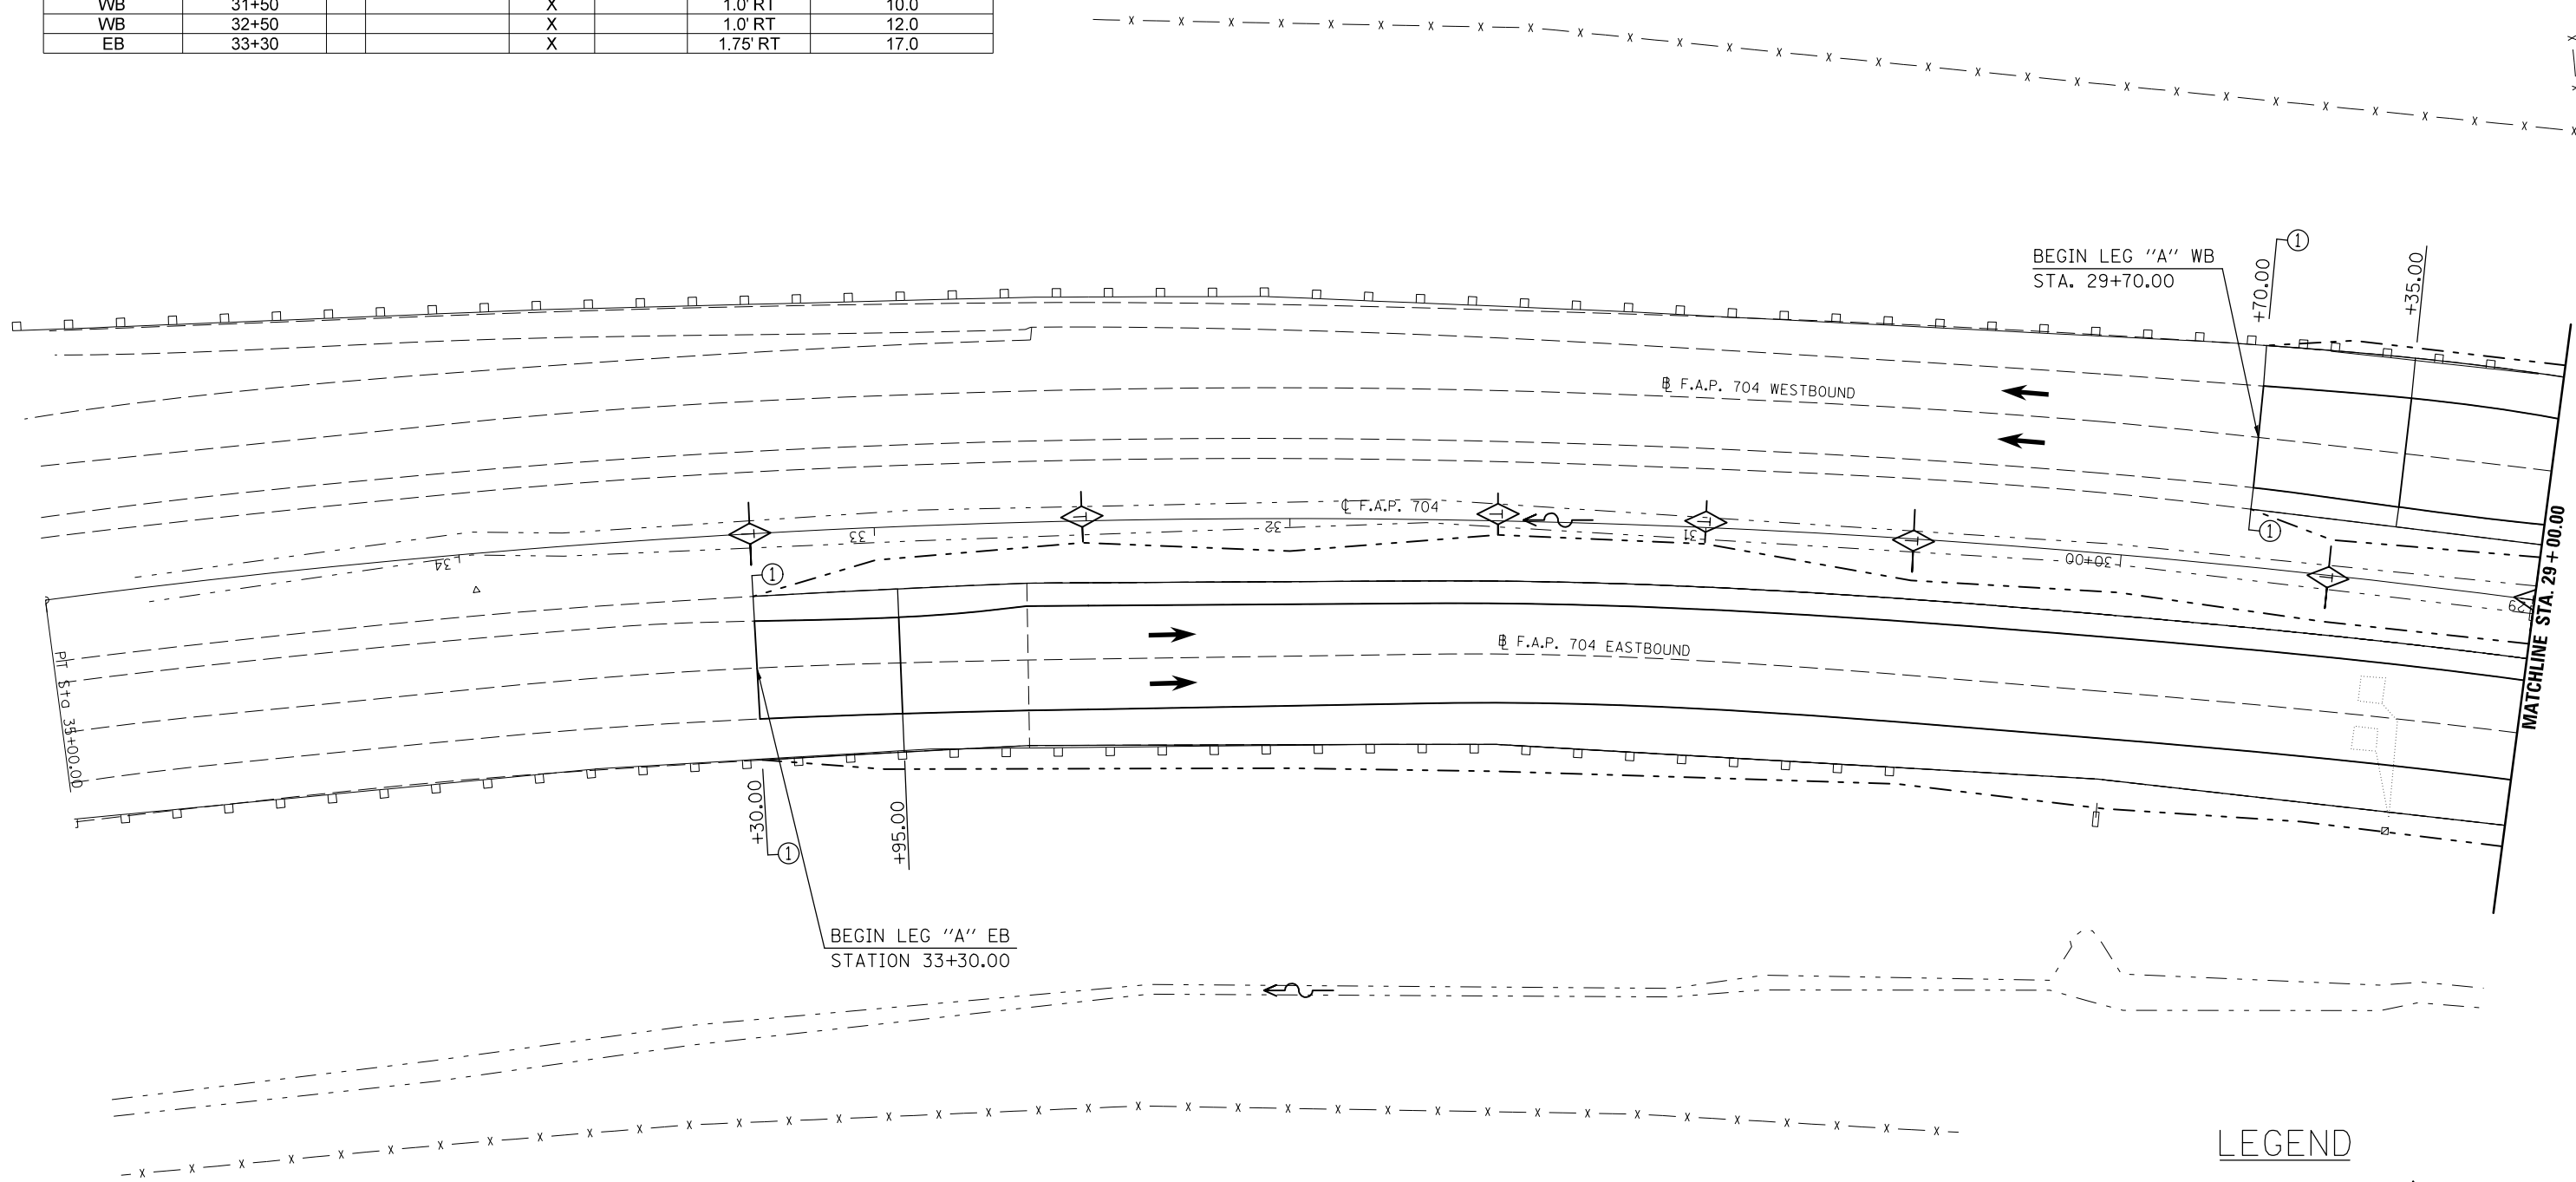 WB 31+50 X 1.0' RT 10.0
WB 32+50 X 1.0' RT 12.0
EB 33+30 X 1.75' RT 17.0
BEGIN LEG "A" WB
STA. 29+70.00
+70.00
1
+35.00
℄ F.A.P. 704 WESTBOUND
℄ F.A.P. 704
1
34
33
32
31
30+00
29
T
T
T
T
T
T
1
℄ F.A.P. 704 EASTBOUND
MATCHLINE STA. 29+00.00
PT Sta 35+00.00
+30.00
1
+95.00
BEGIN LEG "A" EB
STATION 33+30.00
X X X X X X X X X X X X X X X X X X X X
LEGEND